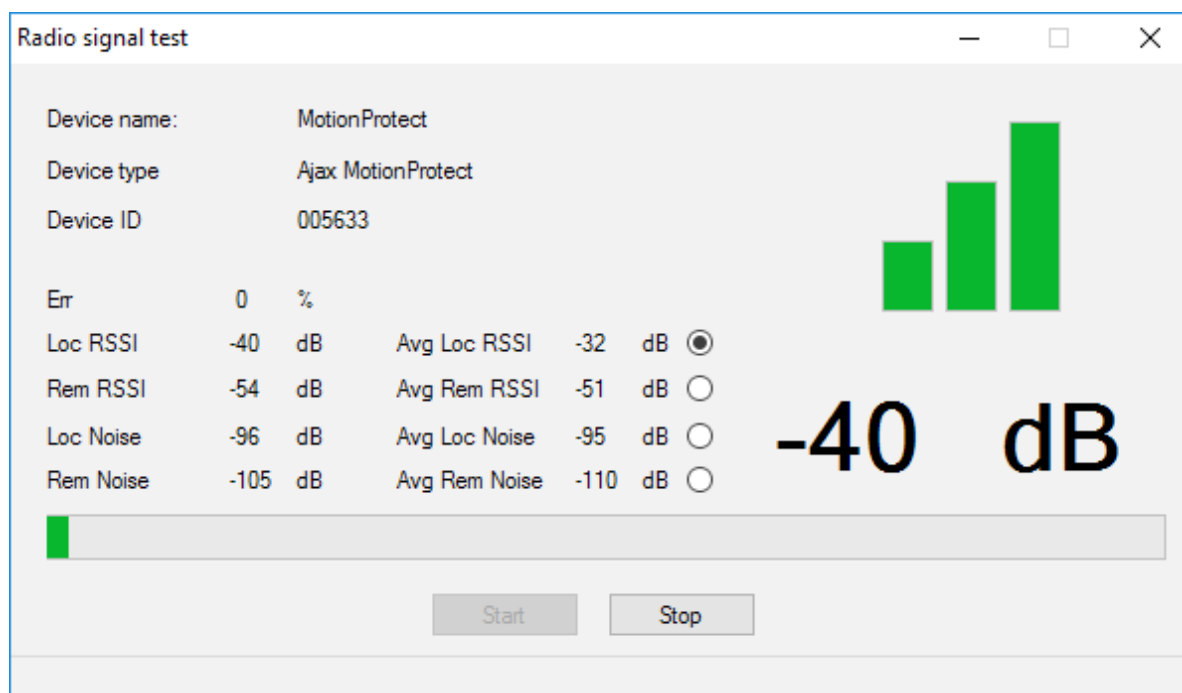 Radio signal test
Device name: MotionProtect
Device type Ajax MotionProtect
Device ID 005633
Err 0 %
Loc RSSI -40 dB Avg Loc RSSI -32 dB
Rem RSSI -54 dB Avg Rem RSSI -51 dB
Loc Noise -96 dB Avg Loc Noise -95 dB
Rem Noise -105 dB Avg Rem Noise -110 dB
-40 dB
Start Stop